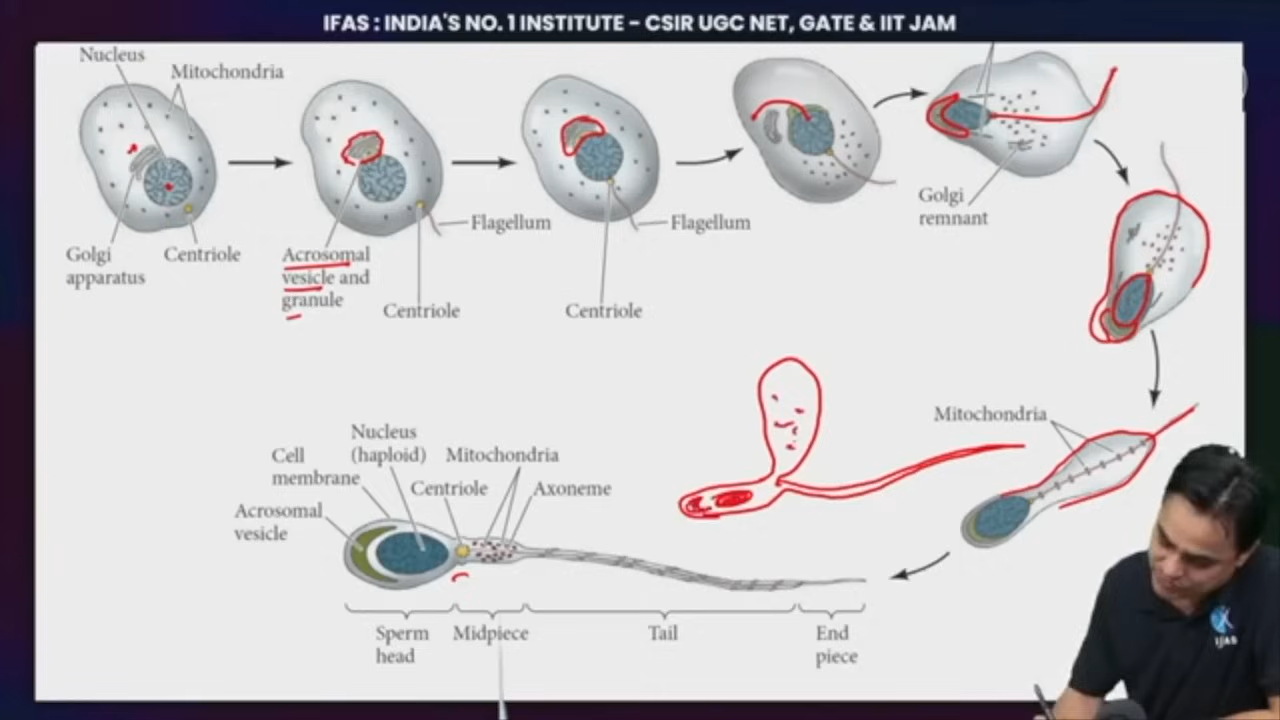 IFAS : INDIA'S NO. 1 INSTITUTE - CSIR UGC NET, GATE & IIT JAM
Nucleus
Mitochondria
Golgi
apparatus
Centriole
Acrosomal
vesicle and
granule
Flagellum
Centriole
Flagellum
Centriole
Golgi
remnant
Mitochondria
Nucleus
(haploid)
Cell
membrane
Mitochondria
Centriole
Axoneme
Acrosomal
vesicle
Sperm
head
Midpiece
Tail
End
piece
IFAS